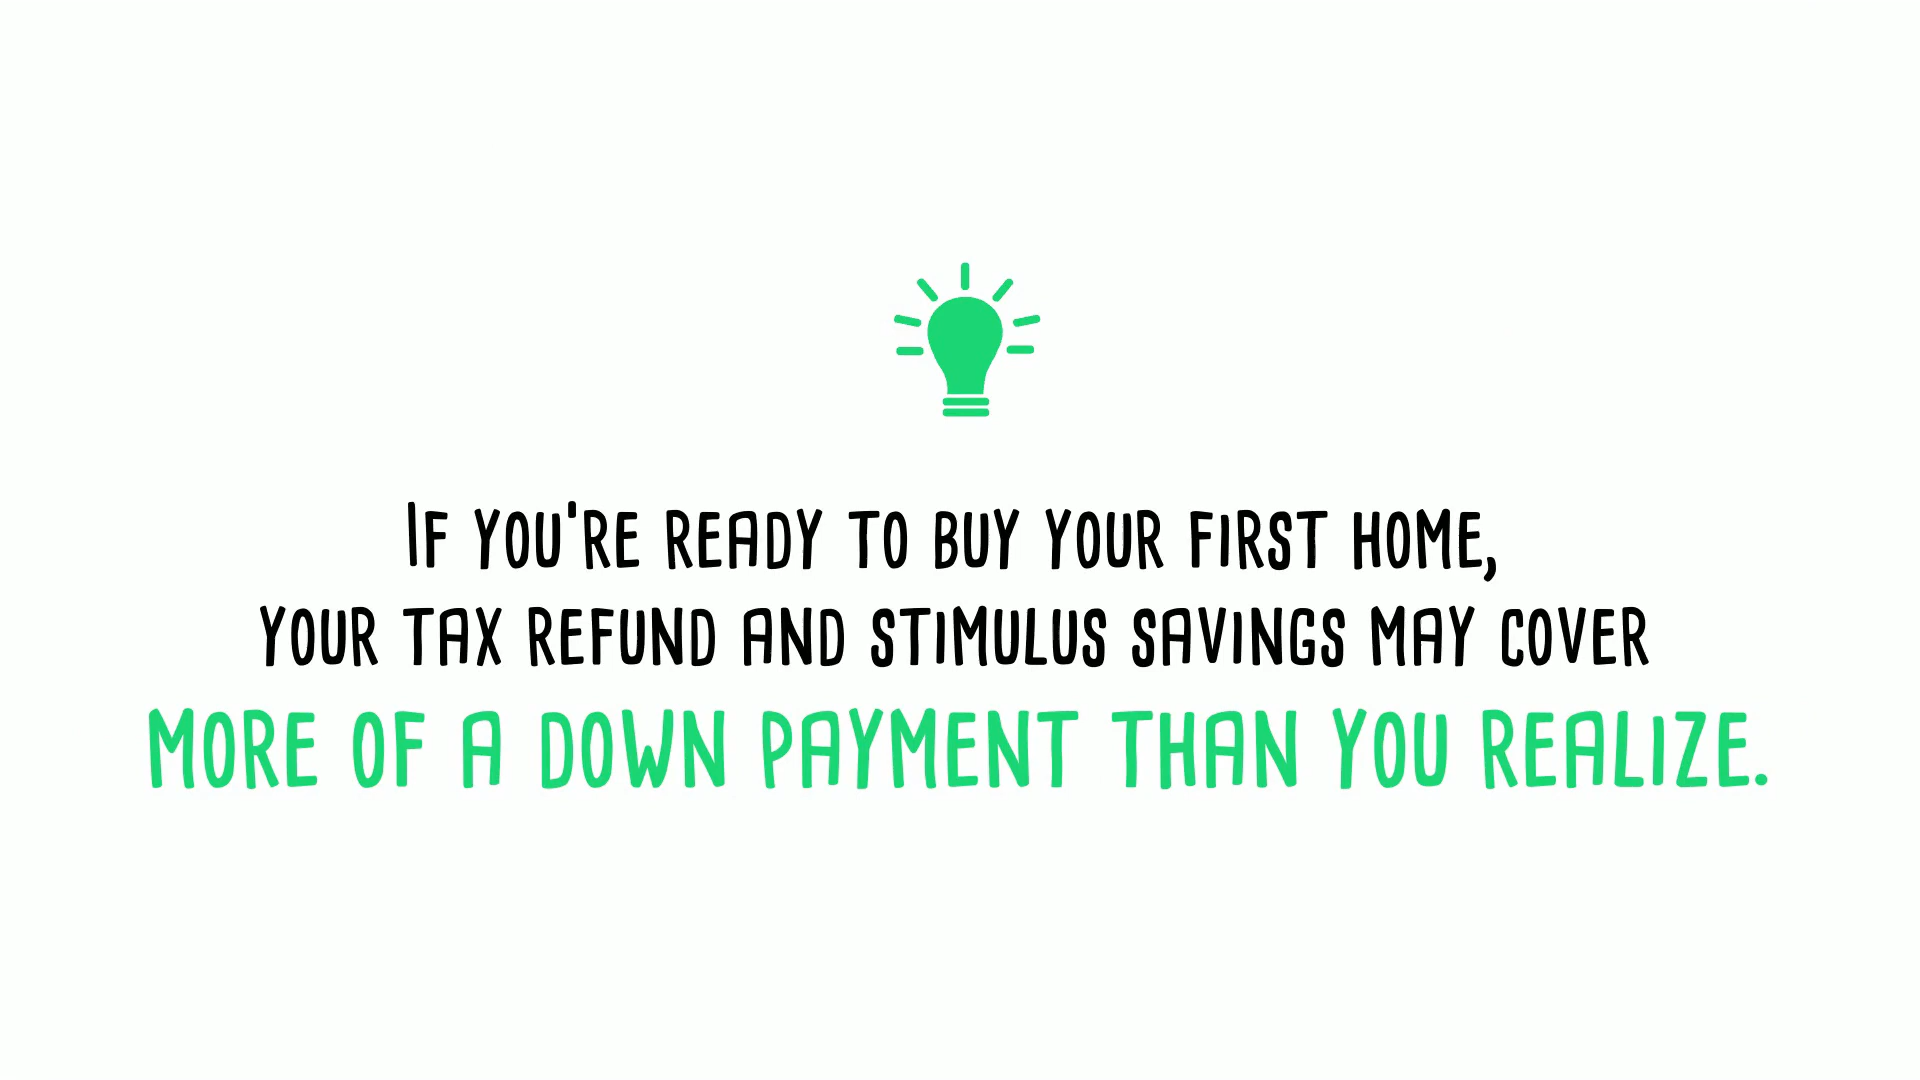 If you're ready to buy your first home,
your tax refund and stimulus savings may cover
more of a down payment than you realize.